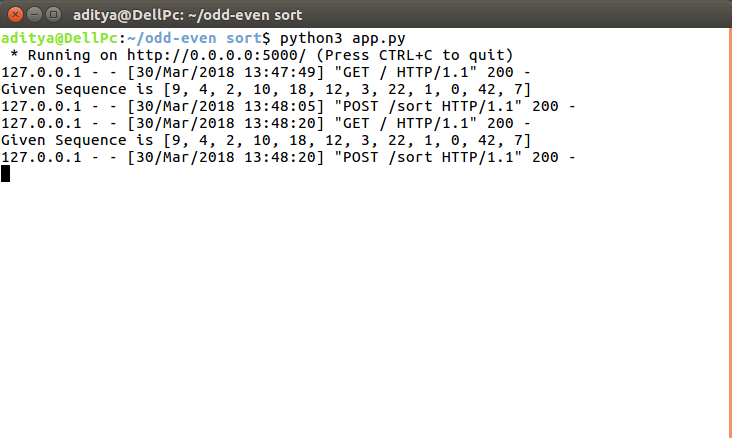 aditya@DellPc: ~/odd-even sort
aditya@DellPc:~/odd-even sort$ python3 app.py
 * Running on http://0.0.0.0:5000/ (Press CTRL+C to quit)
127.0.0.1 - - [30/Mar/2018 13:47:49] "GET / HTTP/1.1" 200 -
Given Sequence is [9, 4, 2, 10, 18, 12, 3, 22, 1, 0, 42, 7]
127.0.0.1 - - [30/Mar/2018 13:48:05] "POST /sort HTTP/1.1" 200 -
127.0.0.1 - - [30/Mar/2018 13:48:20] "GET / HTTP/1.1" 200 -
Given Sequence is [9, 4, 2, 10, 18, 12, 3, 22, 1, 0, 42, 7]
127.0.0.1 - - [30/Mar/2018 13:48:20] "POST /sort HTTP/1.1" 200 -